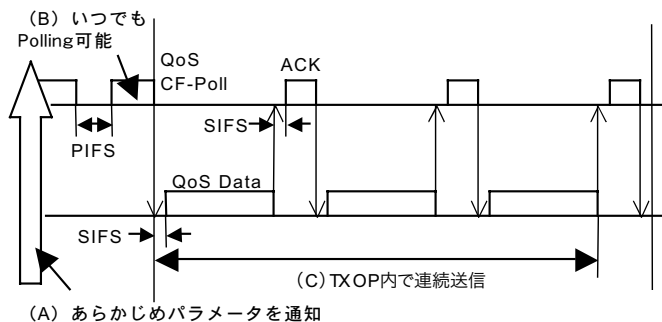 (B) いつでも
Polling可能
QoS
CF-Poll
ACK
PIFS
SIFS
QoS Data
SIFS
(C) TXOP内で連続送信
(A) あらかじめパラメータを通知